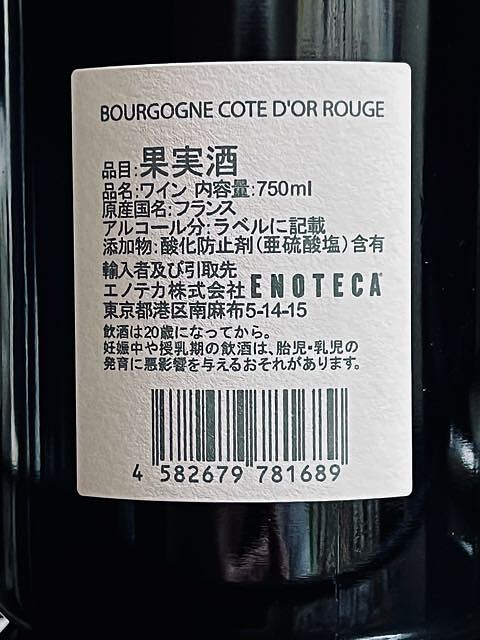 BOURGOGNE COTE D'OR ROUGE
品目:果実酒
品名:ワイン 内容量:750ml
原産国名:フランス
アルコール分:ラベルに記載
添加物:酸化防止剤(亜硫酸塩)含有
輸入者及び引取先
エノテカ株式会社 ENOTECA
東京都港区南麻布5-14-15
飲酒は20歳になってから。
妊娠中や授乳期の飲酒は、胎児・乳児の
発育に悪影響を与えるおそれがあります。
4 582679 781689